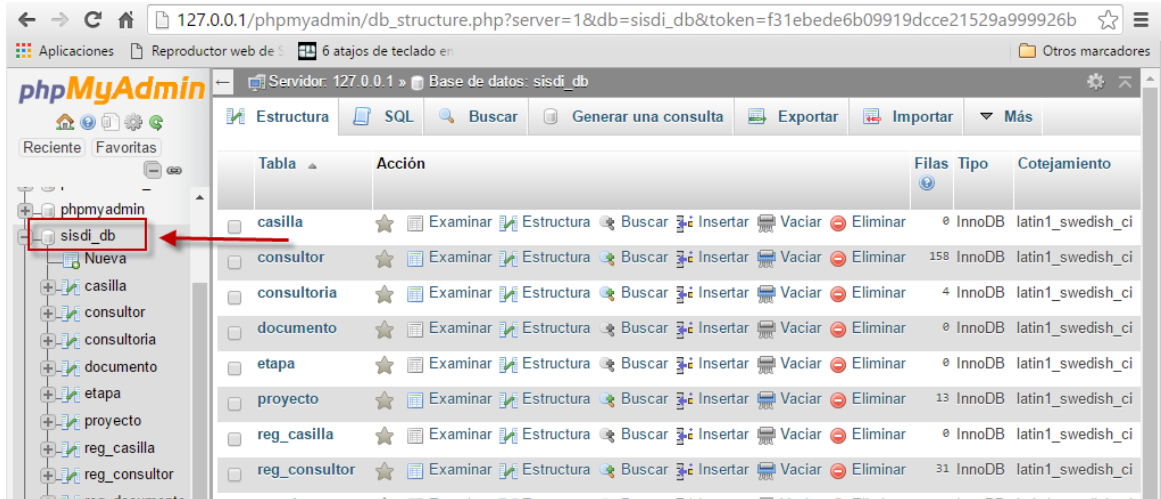 127.0.0.1/phpmyadmin/db_structure.php?server=1&db=sisdi_db&token=f31ebede6b09919dcce21529a999926b
Aplicaciones Reproductor web de S 6 atajos de teclado en Otros marcadores
phpMyAdmin
Reciente Favoritas
phpmyadmin
sisdi_db
Nueva
casilla
consultor
consultoria
documento
etapa
proyecto
reg_casilla
reg_consultor
Servidor: 127.0.0.1 » Base de datos: sisdi_db
Estructura SQL Buscar Generar una consulta Exportar Importar Más
Tabla Acción Filas Tipo Cotejamiento
casilla Examinar Estructura Buscar Insertar Vaciar Eliminar 0 InnoDB latin1_swedish_ci
consultor Examinar Estructura Buscar Insertar Vaciar Eliminar 158 InnoDB latin1_swedish_ci
consultoria Examinar Estructura Buscar Insertar Vaciar Eliminar 4 InnoDB latin1_swedish_ci
documento Examinar Estructura Buscar Insertar Vaciar Eliminar 0 InnoDB latin1_swedish_ci
etapa Examinar Estructura Buscar Insertar Vaciar Eliminar 0 InnoDB latin1_swedish_ci
proyecto Examinar Estructura Buscar Insertar Vaciar Eliminar 13 InnoDB latin1_swedish_ci
reg_casilla Examinar Estructura Buscar Insertar Vaciar Eliminar 0 InnoDB latin1_swedish_ci
reg_consultor Examinar Estructura Buscar Insertar Vaciar Eliminar 31 InnoDB latin1_swedish_ci